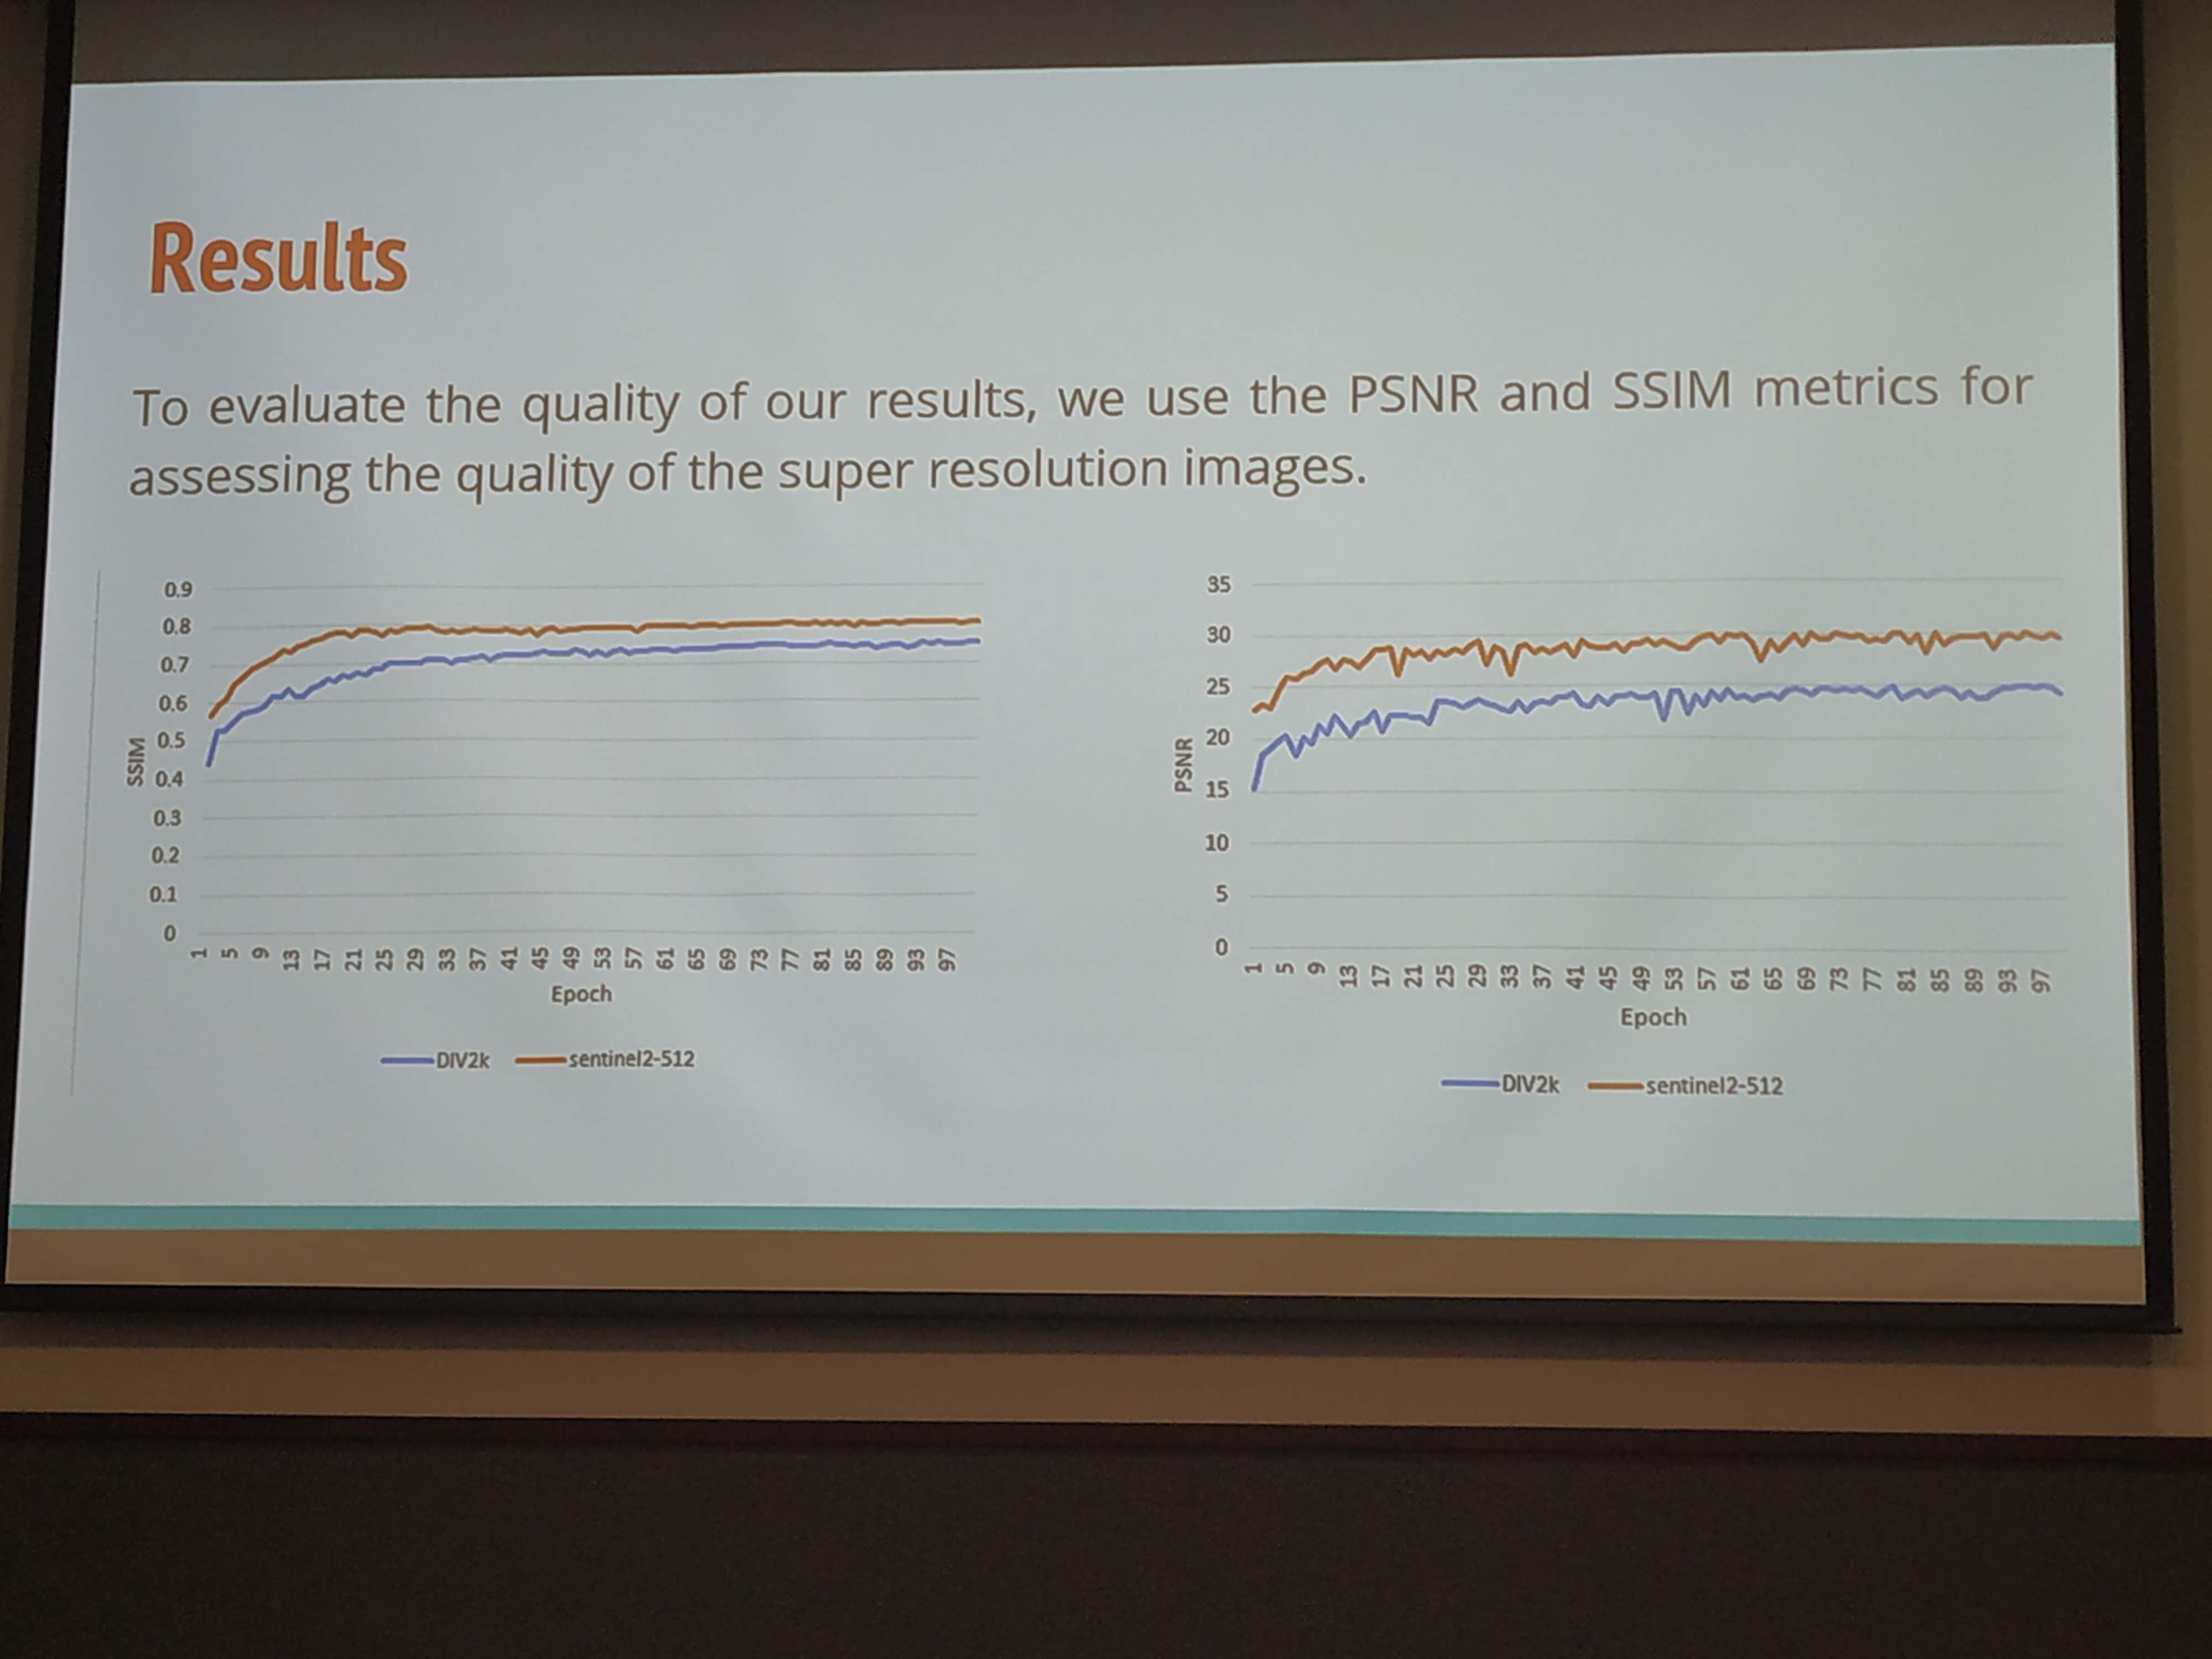 Results
To evaluate the quality of our results, we use the PSNR and SSIM metrics for
assessing the quality of the super resolution images.
0.9
0.8
0.7
0.6
0.5
0.4
0.3
0.2
0.1
0
SSIM
1 5 9 13 17 21 25 29 33 37 41 45 49 53 57 61 65 69 73 77 81 85 89 93 97
Epoch
DIV2k sentinel2-512
35
30
25
20
15
10
5
0
PSNR
1 5 9 13 17 21 25 29 33 37 41 45 49 53 57 61 65 69 73 77 81 85 89 93 97
Epoch
DIV2k sentinel2-512